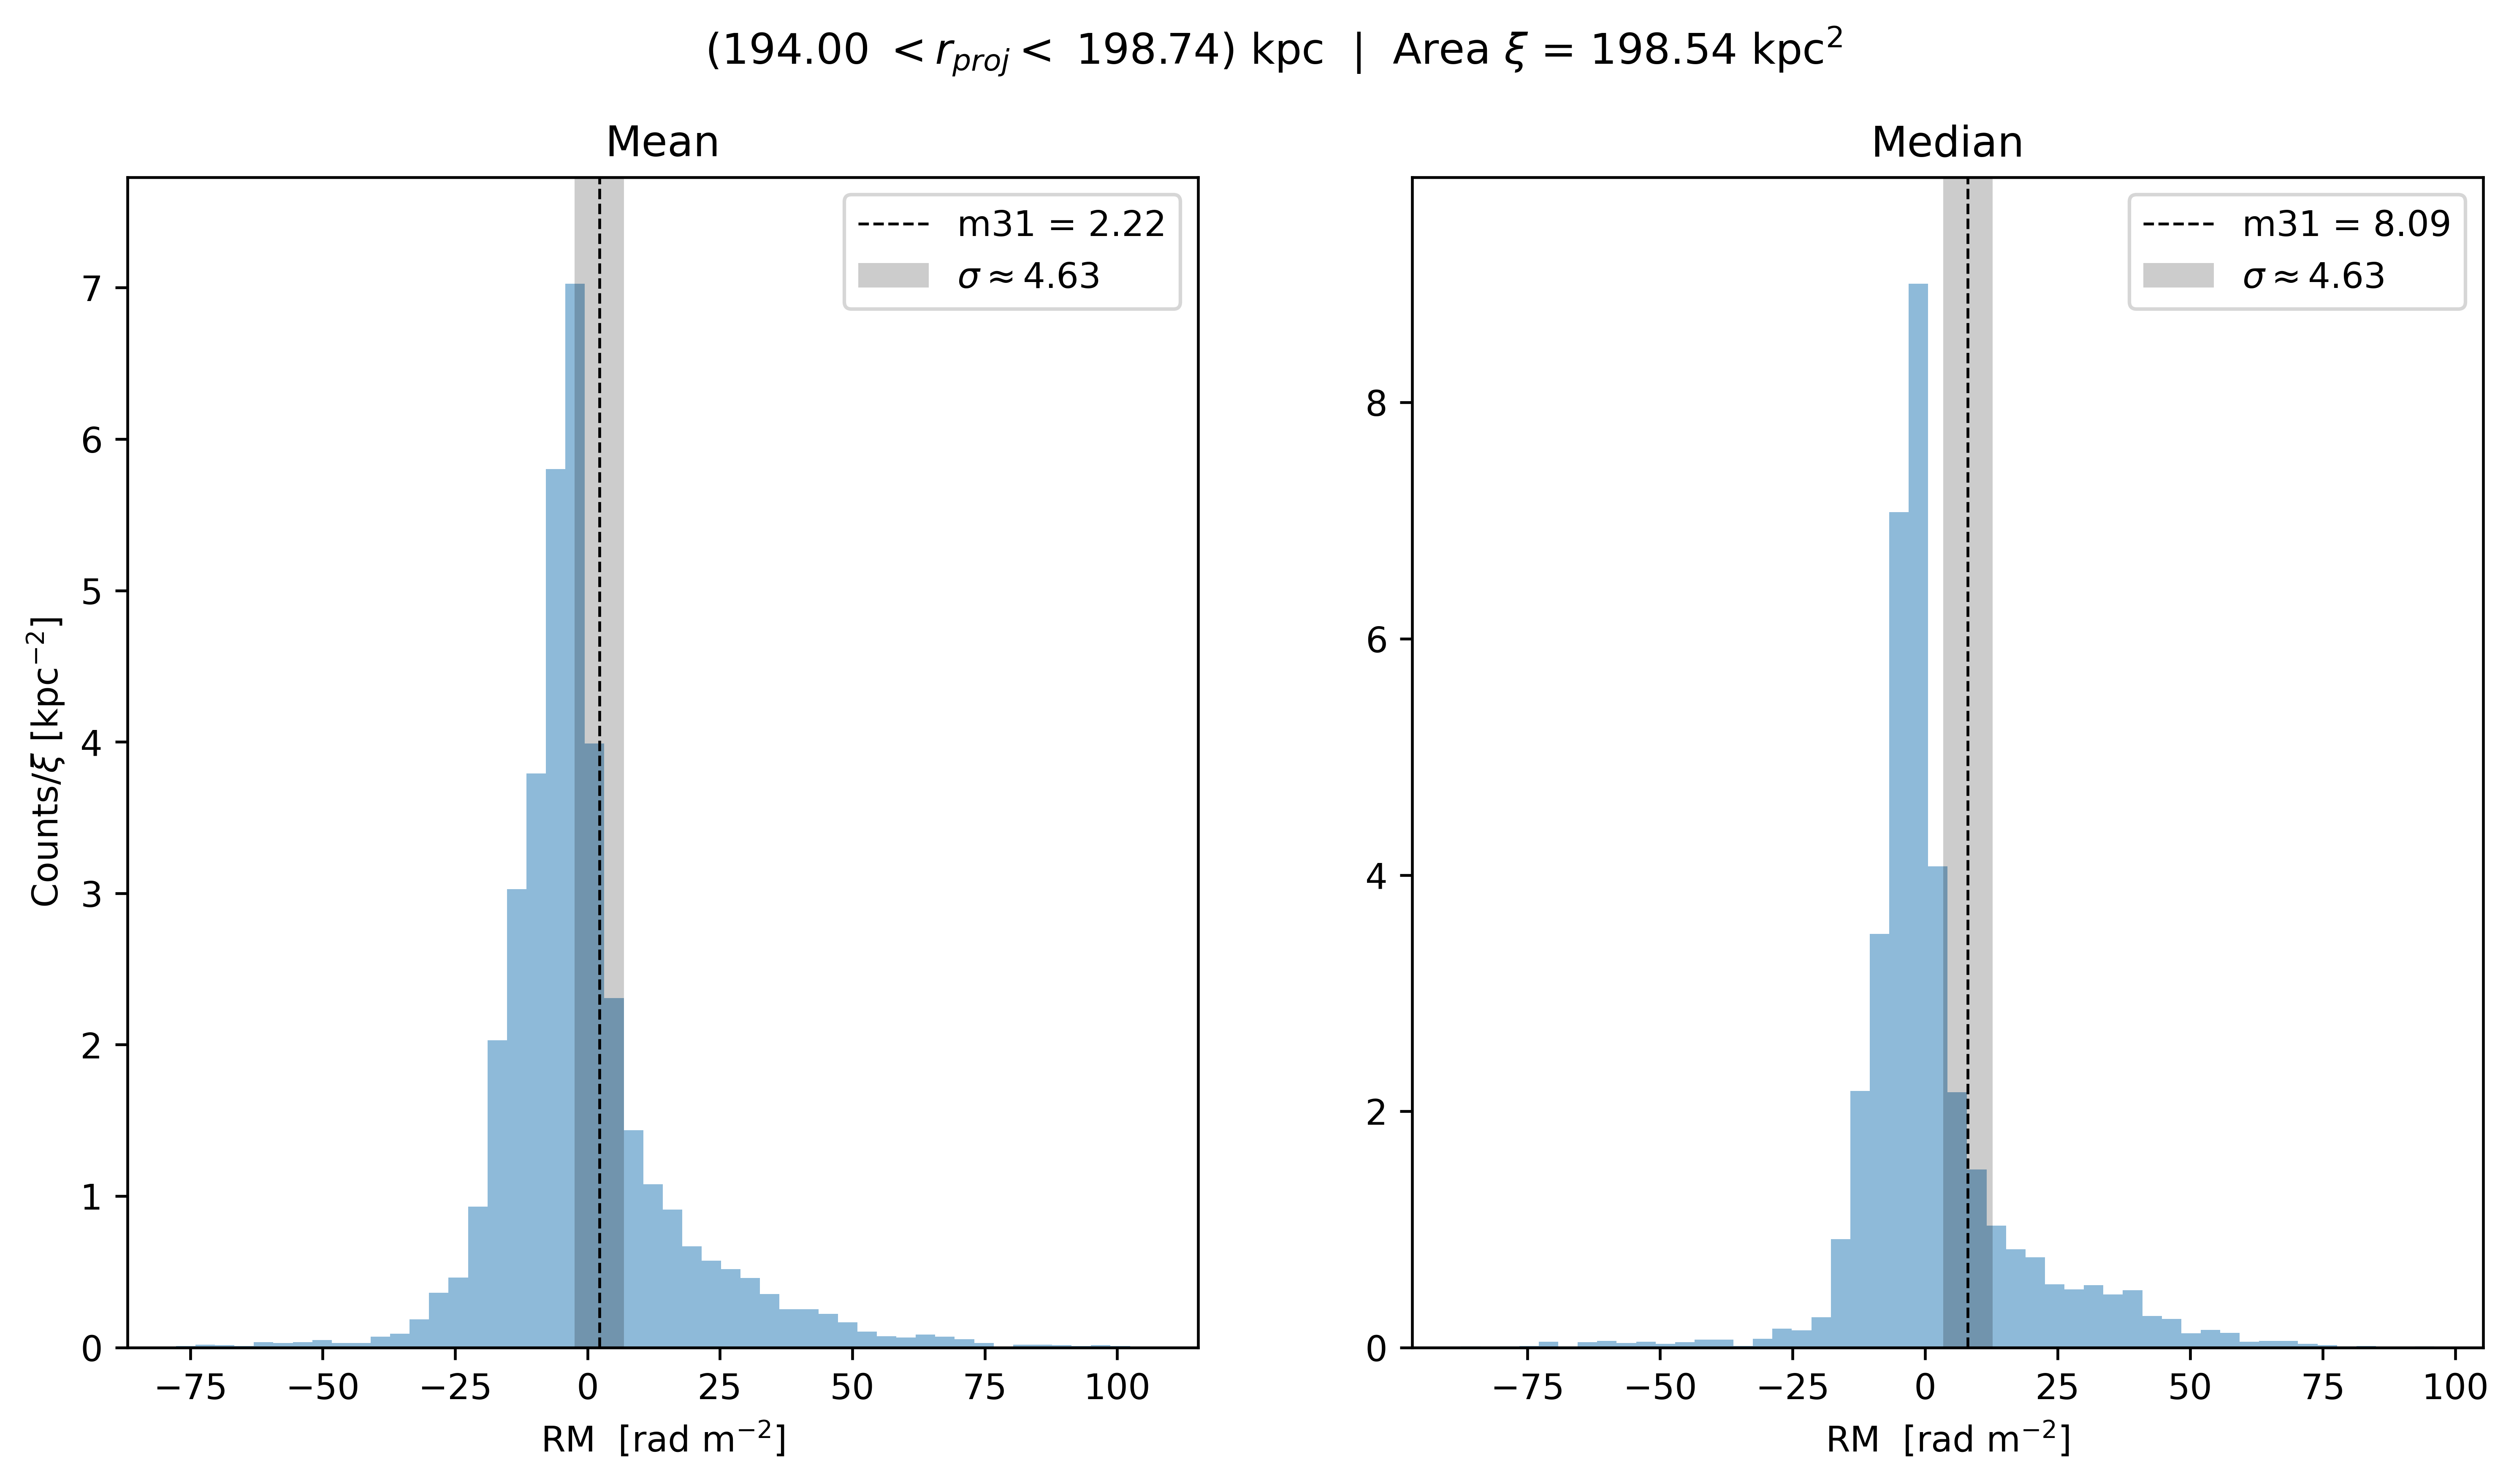 (194.00 < r_proj < 198.74) kpc | Area ξ = 198.54 kpc²
Mean
m31 = 2.22
σ ≈ 4.63
7
6
5
4
3
2
1
0
Counts/ξ [kpc⁻²]
−75 −50 −25 0 25 50 75 100
RM [rad m⁻²]
Median
m31 = 8.09
σ ≈ 4.63
8
6
4
2
0
−75 −50 −25 0 25 50 75 100
RM [rad m⁻²]